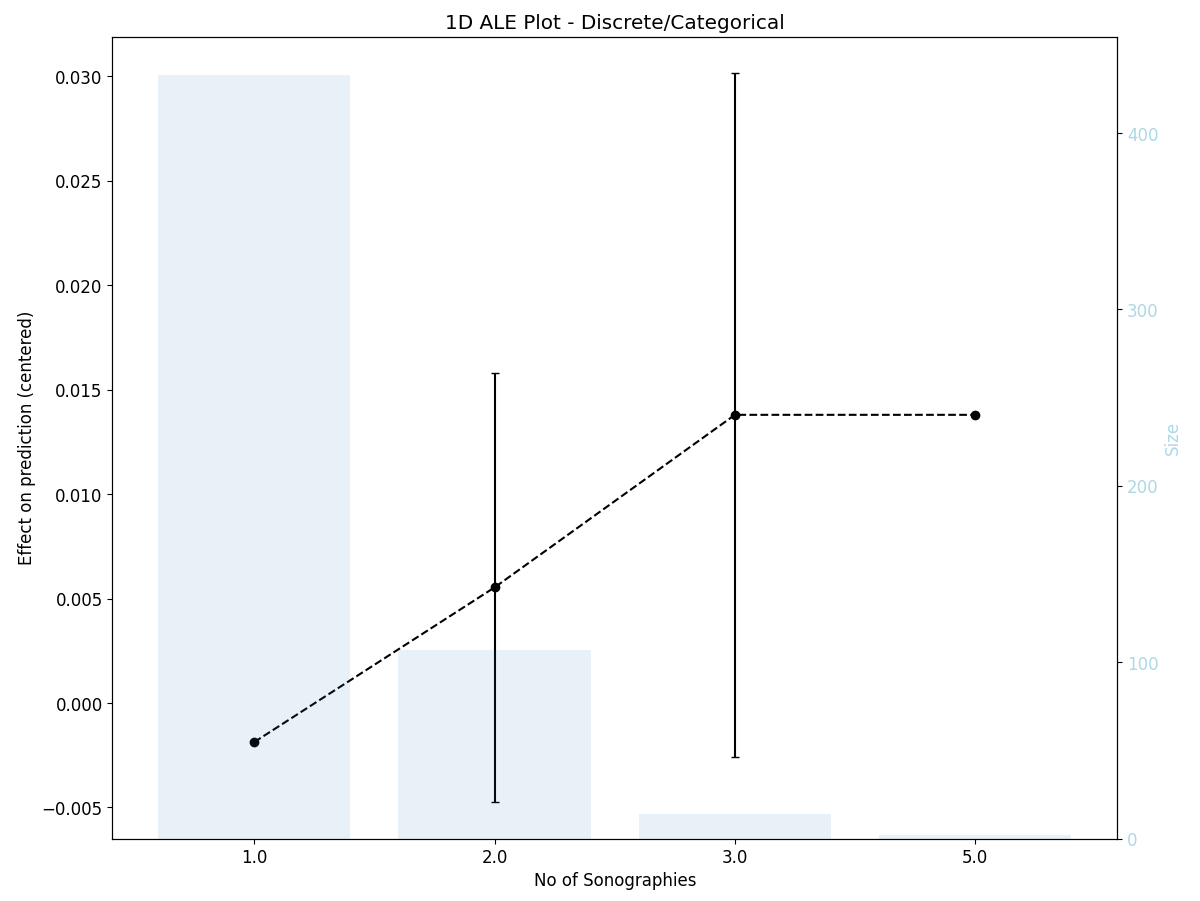 1D ALE Plot - Discrete/Categorical
0.030
0.025
0.020
0.015
0.010
0.005
0.000
−0.005
Effect on prediction (centered)
400
300
200
100
0
Size
1.0 2.0 3.0 5.0
No of Sonographies